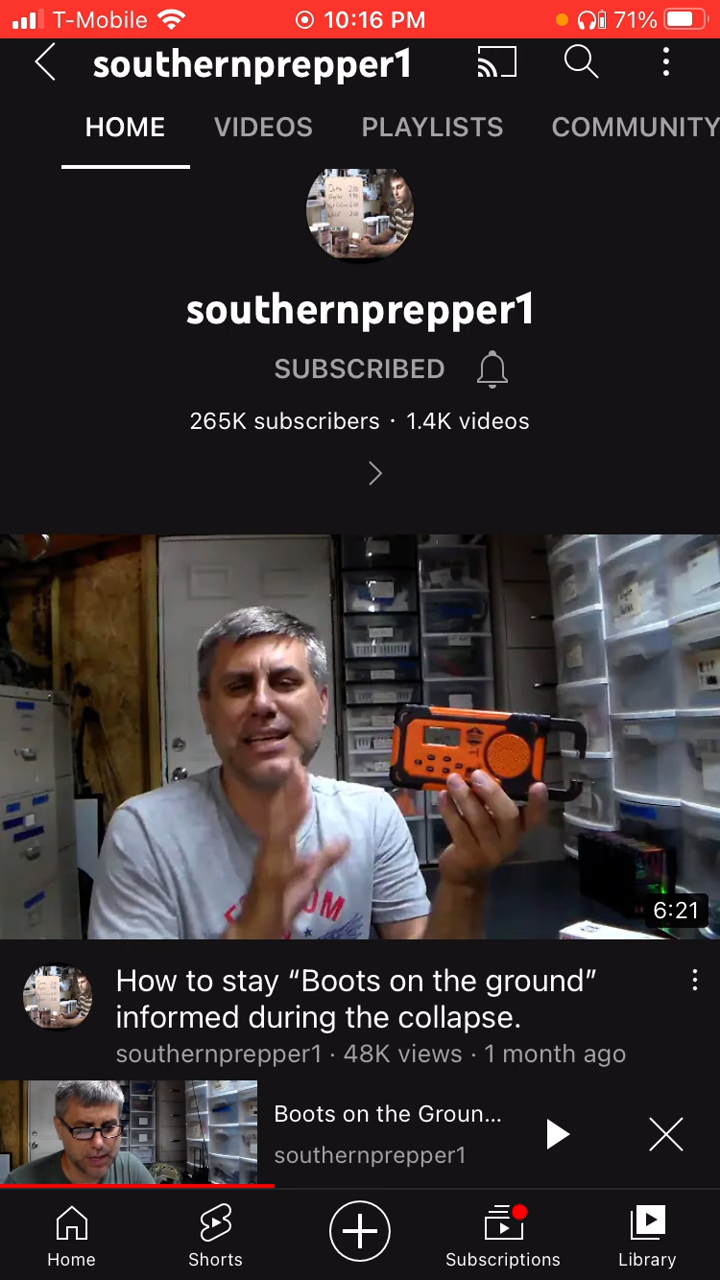 T-Mobile 10:16 PM 71%
southernprepper1
HOME VIDEOS PLAYLISTS COMMUNITY
southernprepper1
SUBSCRIBED
265K subscribers · 1.4K videos
6:21
How to stay “Boots on the ground”
informed during the collapse.
southernprepper1 · 48K views · 1 month ago
Boots on the Groun...
southernprepper1
Home Shorts Subscriptions Library